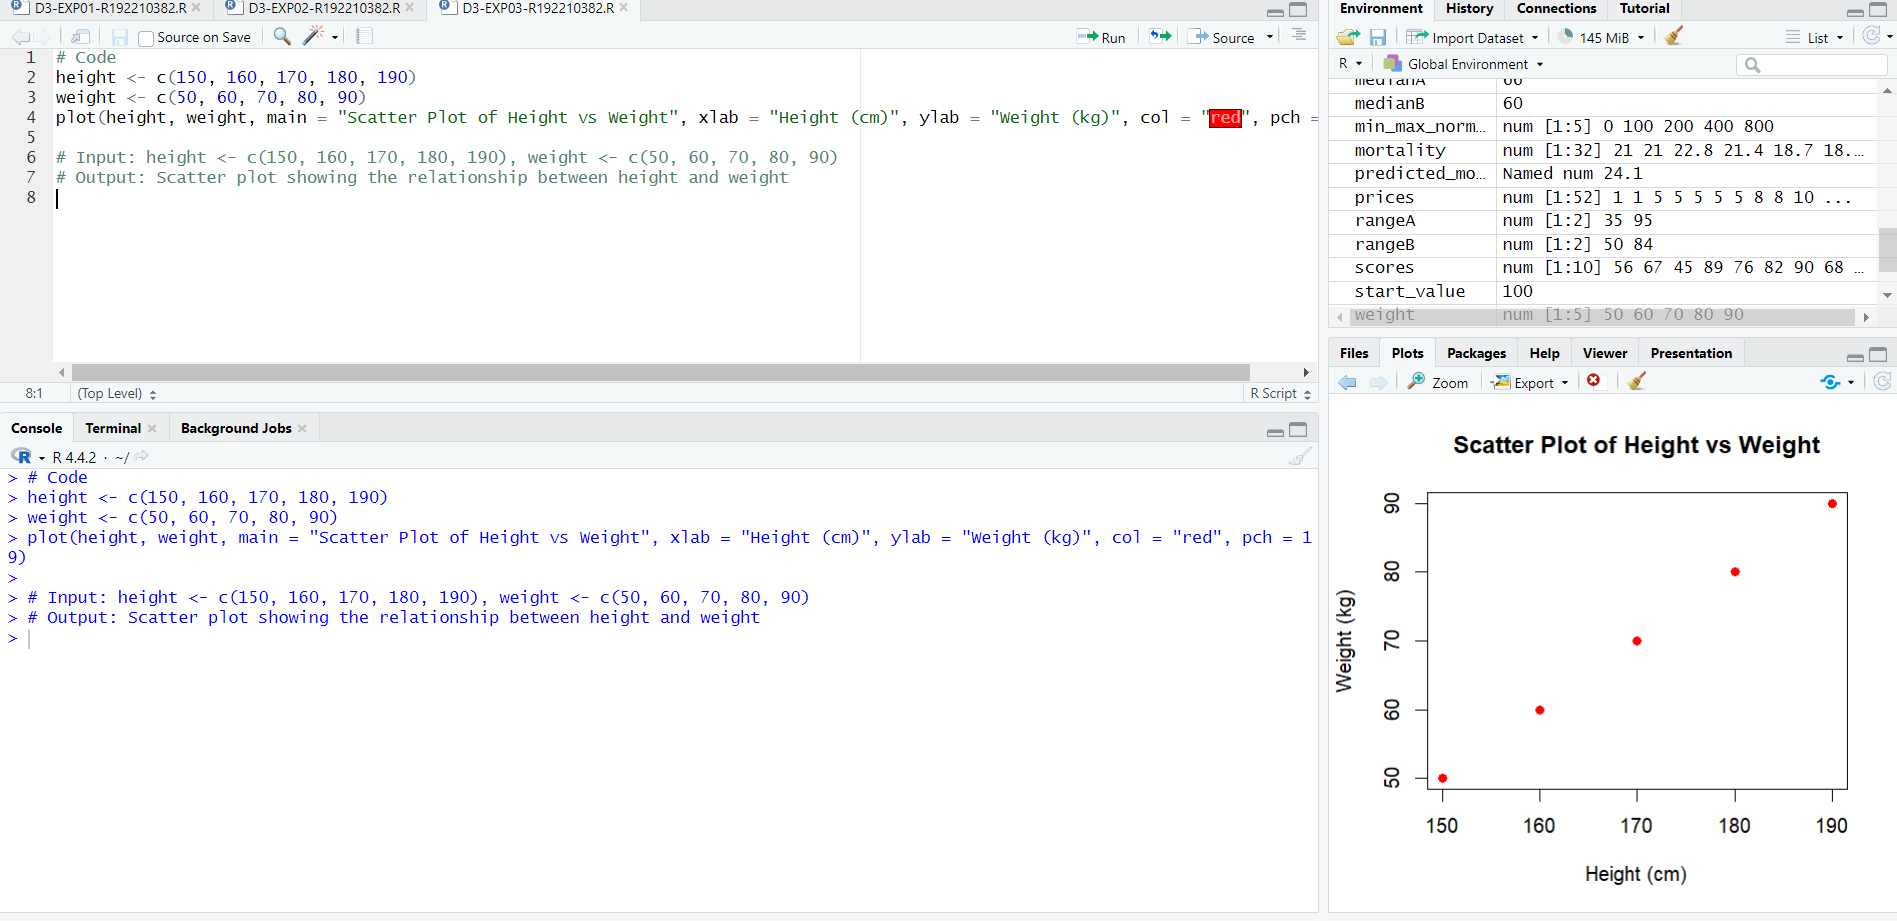 D3-EXP01-R192210382.R D3-EXP02-R192210382.R D3-EXP03-R192210382.R
Source on Save Run Source
1 # Code
2 height <- c(150, 160, 170, 180, 190)
3 weight <- c(50, 60, 70, 80, 90)
4 plot(height, weight, main = "Scatter Plot of Height vs Weight", xlab = "Height (cm)", ylab = "Weight (kg)", col = "red", pch =
5
6 # Input: height <- c(150, 160, 170, 180, 190), weight <- c(50, 60, 70, 80, 90)
7 # Output: Scatter plot showing the relationship between height and weight
8
8:1 (Top Level) R Script
Console Terminal Background Jobs
R 4.4.2 · ~/
> # Code
> height <- c(150, 160, 170, 180, 190)
> weight <- c(50, 60, 70, 80, 90)
> plot(height, weight, main = "Scatter Plot of Height vs Weight", xlab = "Height (cm)", ylab = "Weight (kg)", col = "red", pch = 1
9)
>
> # Input: height <- c(150, 160, 170, 180, 190), weight <- c(50, 60, 70, 80, 90)
> # Output: Scatter plot showing the relationship between height and weight
>
Environment History Connections Tutorial
Import Dataset 145 MiB List
R Global Environment
medianA 66
medianB 60
min_max_norm… num [1:5] 0 100 200 400 800
mortality num [1:32] 21 21 22.8 21.4 18.7 18.…
predicted_mo… Named num 24.1
prices num [1:52] 1 1 5 5 5 5 5 8 8 10 ...
rangeA num [1:2] 35 95
rangeB num [1:2] 50 84
scores num [1:10] 56 67 45 89 76 82 90 68 …
start_value 100
weight num [1:5] 50 60 70 80 90
Files Plots Packages Help Viewer Presentation
Zoom Export
Scatter Plot of Height vs Weight
Weight (kg)
90
80
70
60
50
150 160 170 180 190
Height (cm)